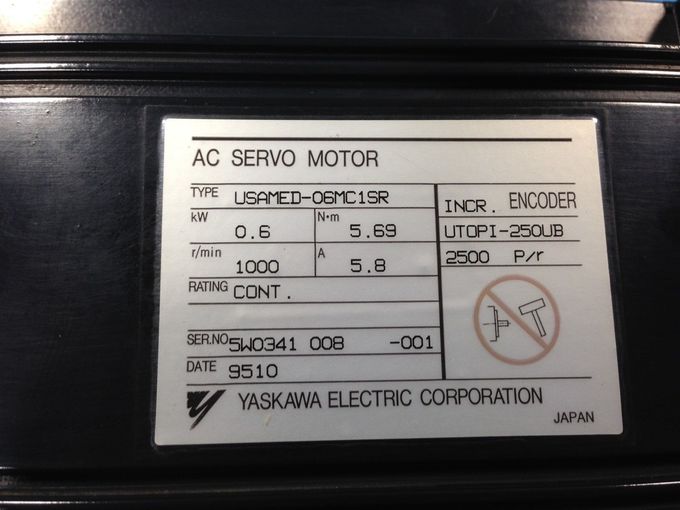 AC SERVO MOTOR
TYPE USAMED-06MC1SR
INCR. ENCODER
kW 0.6 N·m 5.69
UTOPI-250UB
r/min 1000 A 5.8
2500 P/r
RATING CONT.
SER.NO 5W0341 008 -001
DATE 9510
YASKAWA ELECTRIC CORPORATION
JAPAN